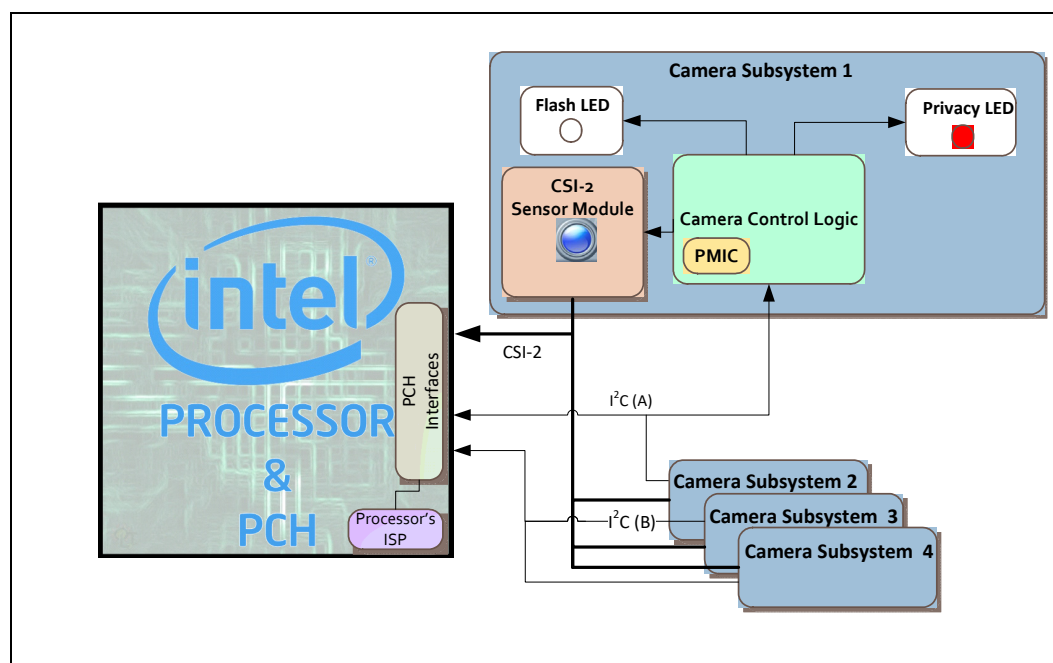 Camera Subsystem 1
Flash LED
Privacy LED
CSI-2
Sensor Module
Camera Control Logic
PMIC
intel®
PROCESSOR
&
PCH
PCH
Interfaces
Processor's
ISP
CSI-2
I²C (A)
I²C (B)
Camera Subsystem 2
Camera Subsystem 3
Camera Subsystem 4